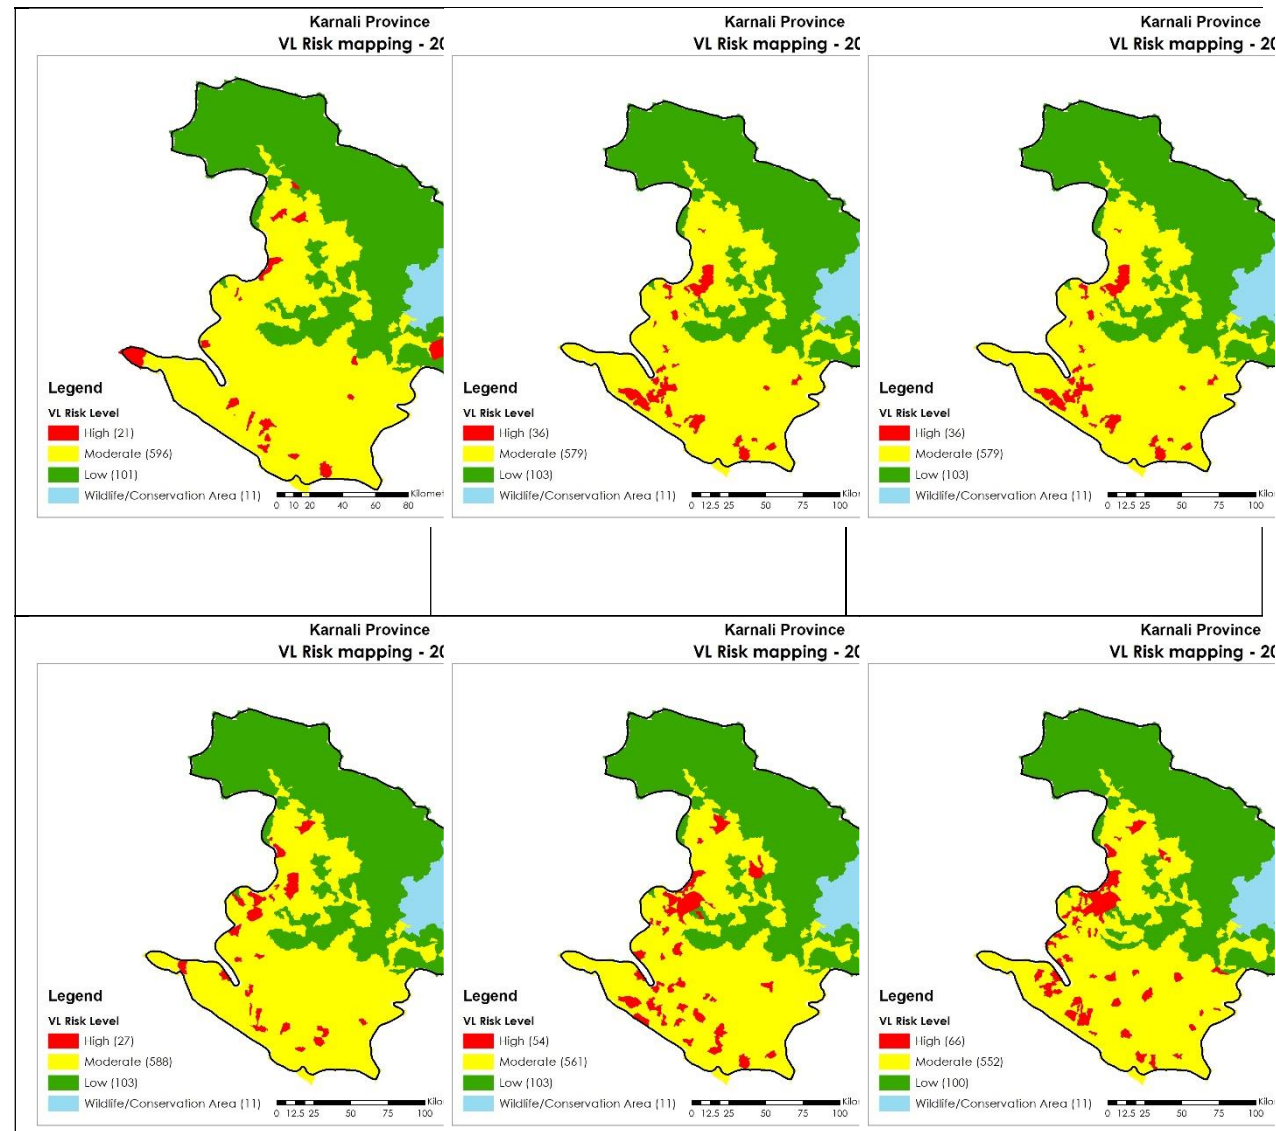 Karnali Province
VL Risk mapping - 20
Legend
VL Risk Level
High (21)
Moderate (596)
Low (101)
Wildlife/Conservation Area (11)
Kilomet
0 10 20 40 60 80
Karnali Province
VL Risk mapping - 20
Legend
VL Risk Level
High (36)
Moderate (579)
Low (103)
Wildlife/Conservation Area (11)
Kilo
0 12.5 25 50 75 100
Karnali Province
VL Risk mapping - 20
Legend
VL Risk Level
High (36)
Moderate (579)
Low (103)
Wildlife/Conservation Area (11)
Kilo
0 12.5 25 50 75 100
Karnali Province
VL Risk mapping - 20
Legend
VL Risk Level
High (27)
Moderate (588)
Low (103)
Wildlife/Conservation Area (11)
Kilo
0 12.5 25 50 75 100
Karnali Province
VL Risk mapping - 20
Legend
VL Risk Level
High (54)
Moderate (561)
Low (103)
Wildlife/Conservation Area (11)
Kilo
0 12.5 25 50 75 100
Karnali Province
VL Risk mapping - 20
Legend
VL Risk Level
High (66)
Moderate (552)
Low (100)
Wildlife/Conservation Area (11)
Kilo
0 12.5 25 50 75 100